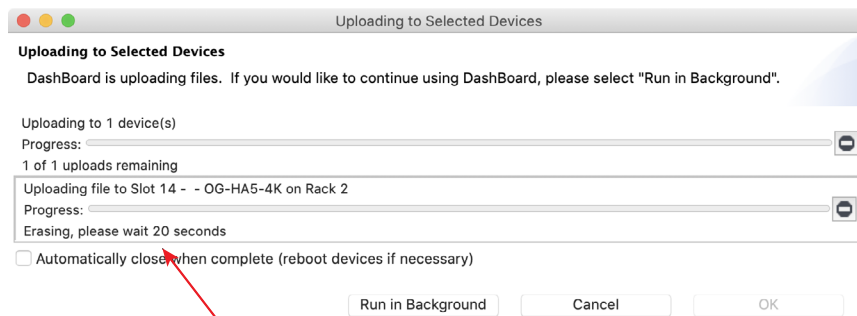 Uploading to Selected Devices
Uploading to Selected Devices
DashBoard is uploading files.  If you would like to continue using DashBoard, please select "Run in Background".
Uploading to 1 device(s)
Progress:
1 of 1 uploads remaining
Uploading file to Slot 14 -  - OG-HA5-4K on Rack 2
Progress:
Erasing, please wait 20 seconds
Automatically close when complete (reboot devices if necessary)
Run in Background Cancel OK